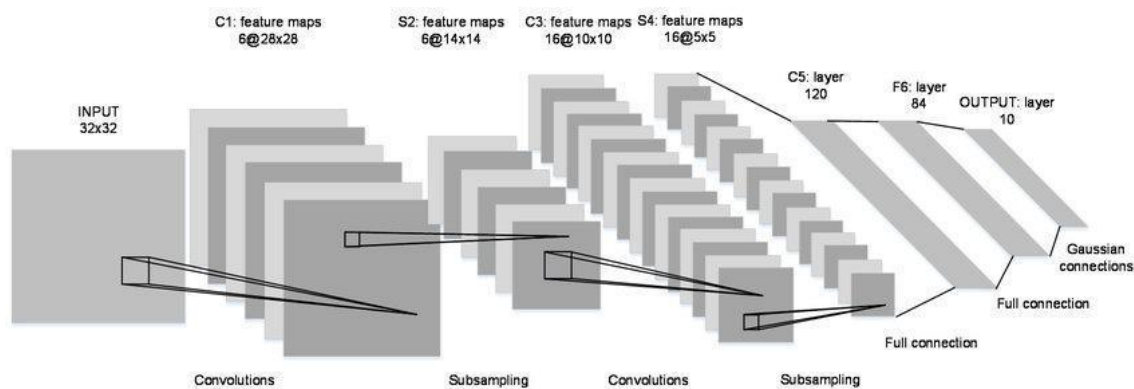 INPUT
32x32
C1: feature maps
6@28x28
S2: feature maps
6@14x14
C3: feature maps
16@10x10
S4: feature maps
16@5x5
C5: layer
120
F6: layer
84
OUTPUT: layer
10
Convolutions
Subsampling
Convolutions
Subsampling
Full connection
Full connection
Gaussian
connections